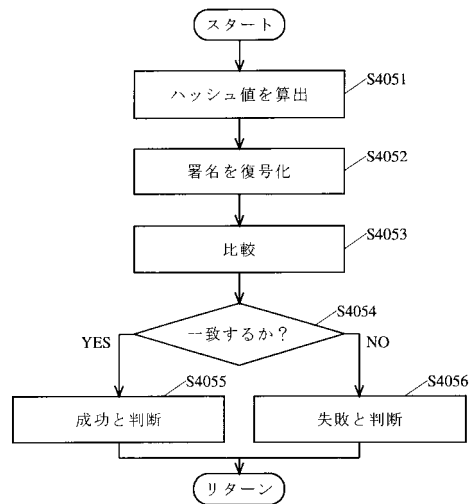 スタート
S4051
ハッシュ値を算出
S4052
署名を復号化
S4053
比較
S4054
一致するか?
YES
NO
S4055
S4056
成功と判断
失敗と判断
リターン